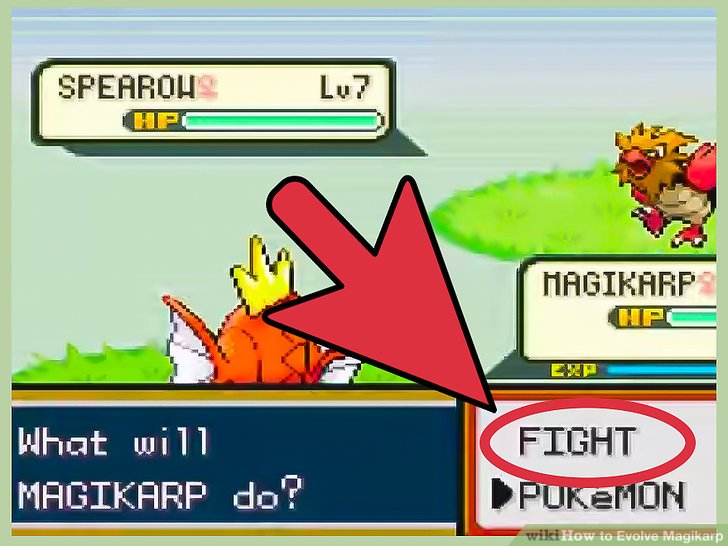 SPEAROW♀ Lv7
HP
MAGIKARP♀
HP
EXP
What will
MAGIKARP do?
FIGHT
POKéMON
wikiHow to Evolve Magikarp